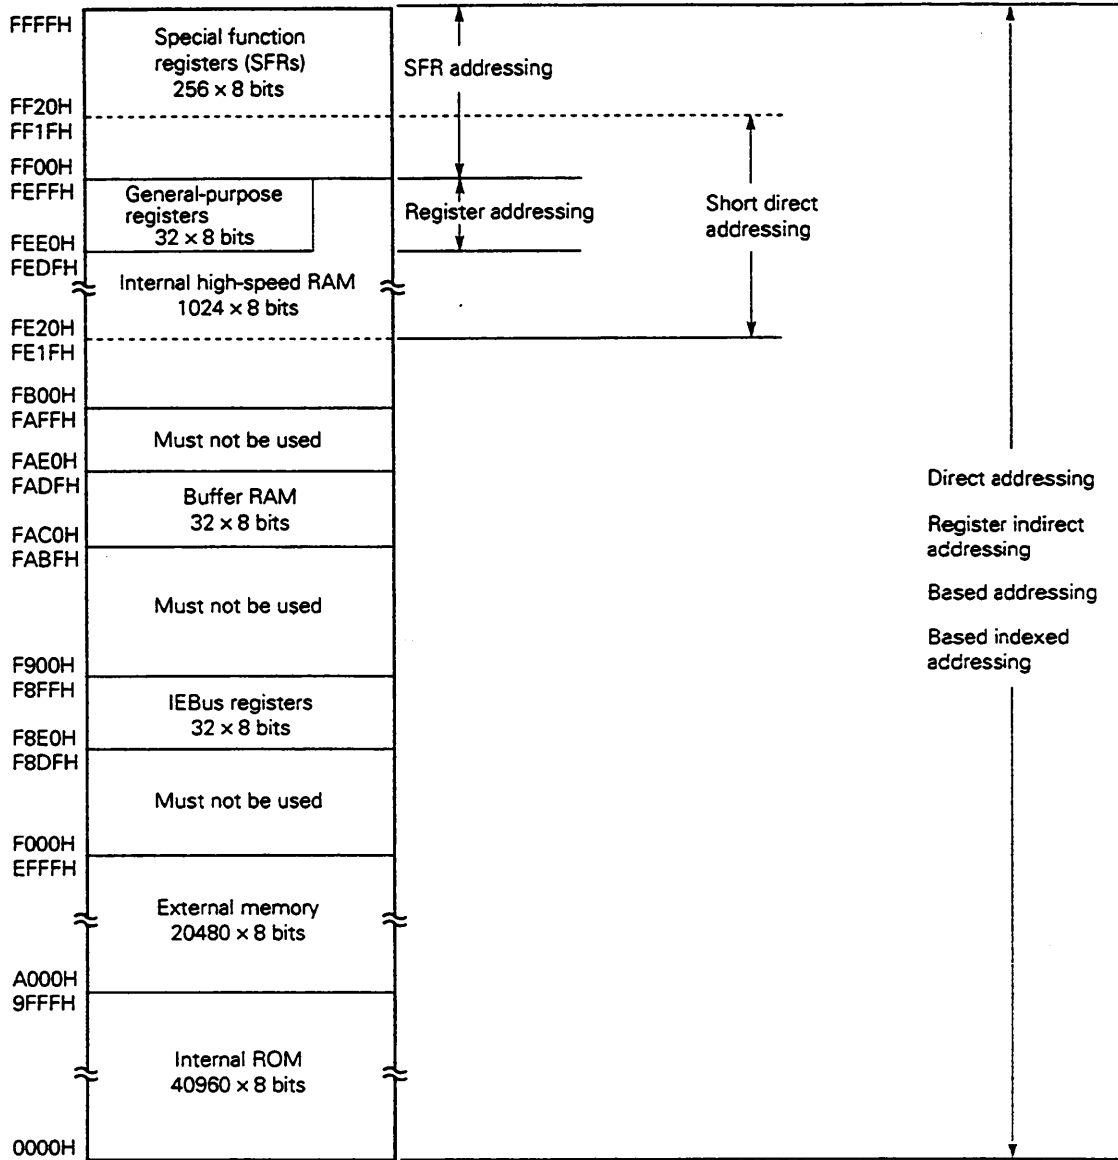 FFFFH
Special function
registers (SFRs)
256 × 8 bits
SFR addressing
FF20H
FF1FH
FF00H
FEFFH
General-purpose
registers
32 × 8 bits
Register addressing
Short direct
addressing
FEE0H
FEDFH
Internal high-speed RAM
1024 × 8 bits
FE20H
FE1FH
FB00H
FAFFH
Must not be used
FAE0H
FADFH
Buffer RAM
32 × 8 bits
FAC0H
FABFH
Must not be used
F900H
F8FFH
IEBus registers
32 × 8 bits
F8E0H
F8DFH
Must not be used
F000H
EFFFH
External memory
20480 × 8 bits
A000H
9FFFH
Internal ROM
40960 × 8 bits
0000H
Direct addressing
Register indirect
addressing
Based addressing
Based indexed
addressing